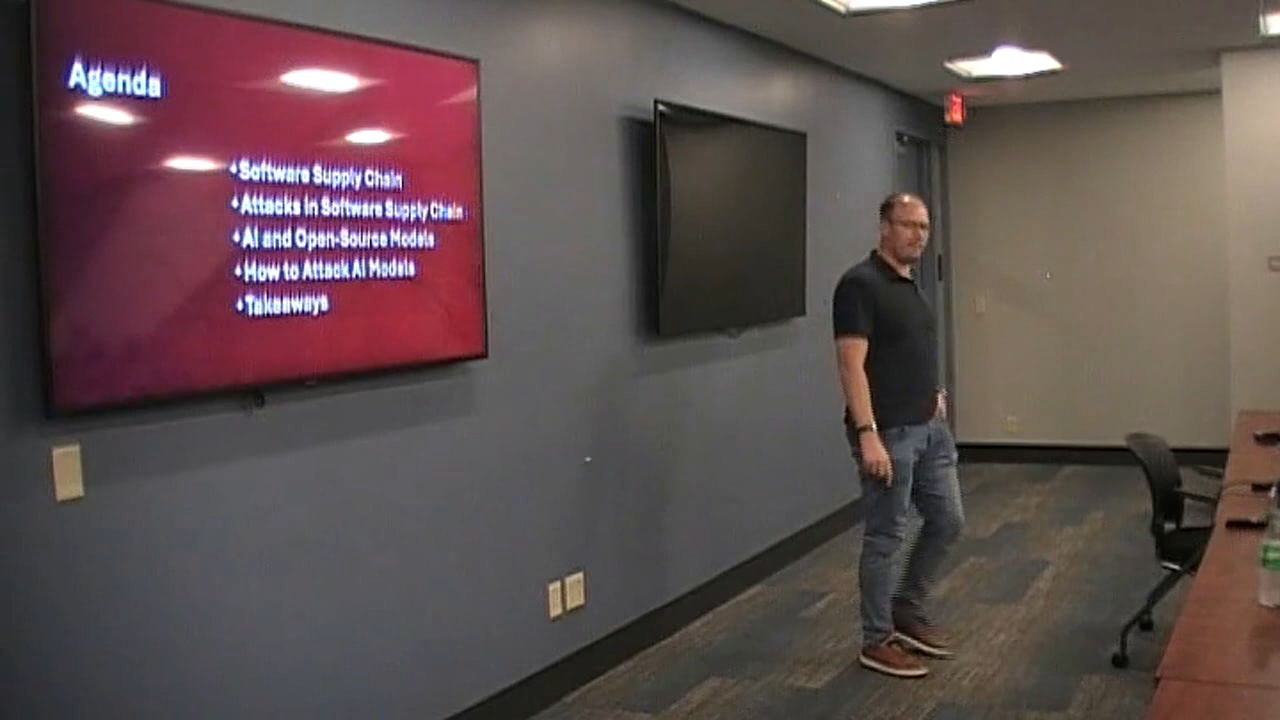 Agenda
•Software Supply Chain
•Attacks in Software Supply Chain
•AI and Open-Source Models
•How to Attack AI Models
•Takeaways